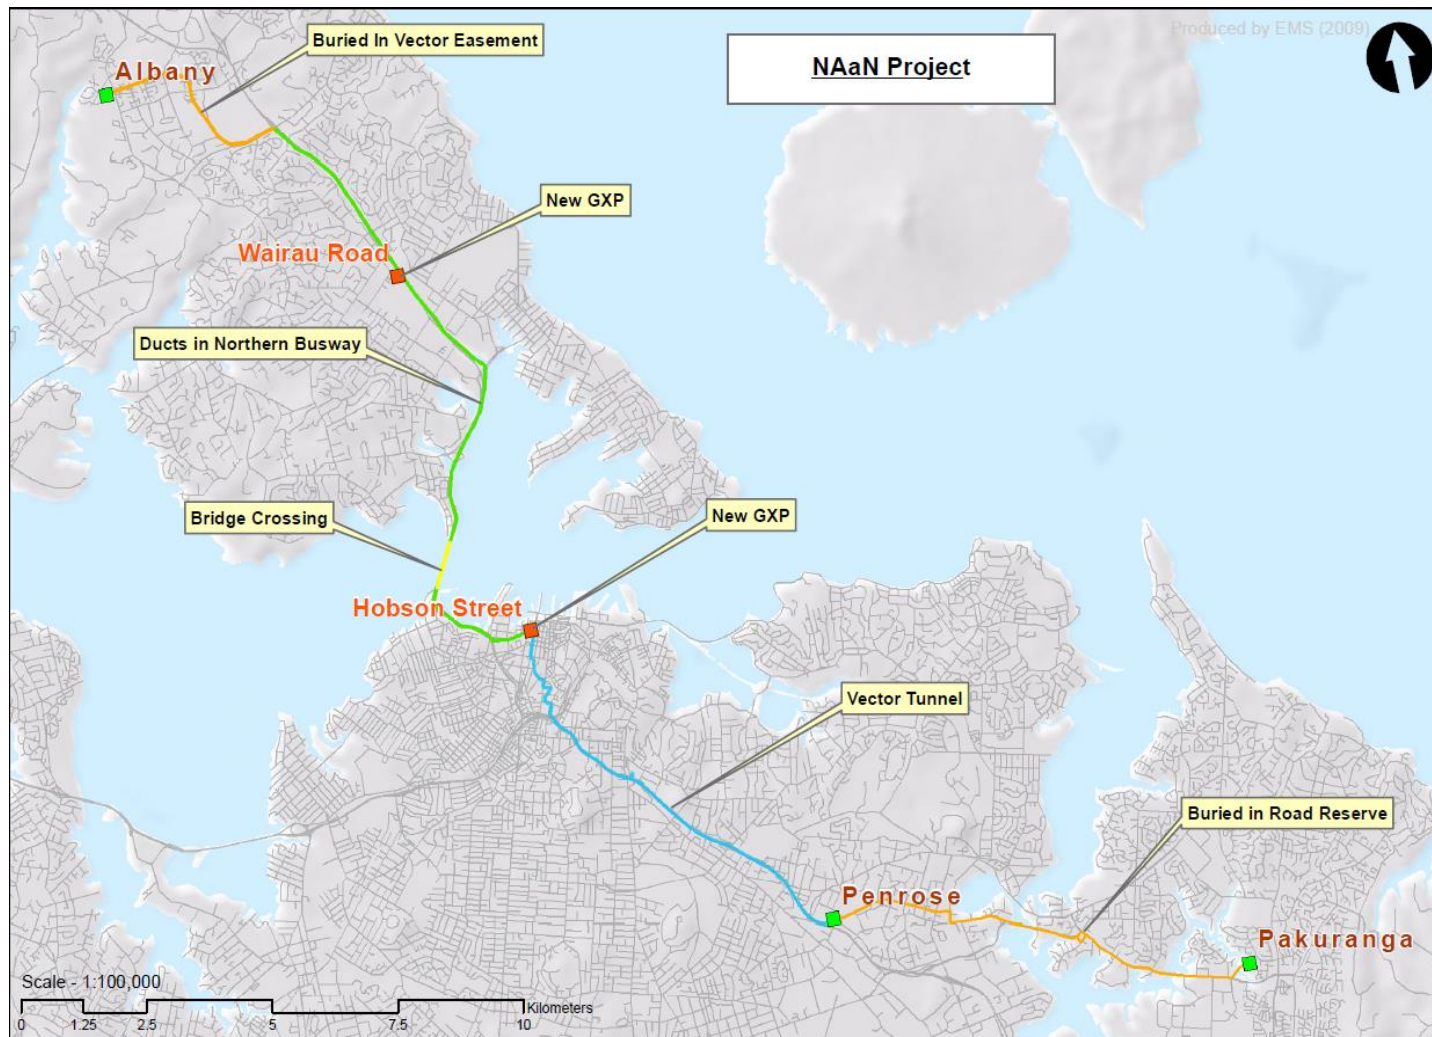 Produced by EMS (2009)
Buried In Vector Easement
NAaN Project
Albany
New GXP
Wairau Road
Ducts in Northern Busway
Bridge Crossing
New GXP
Hobson Street
Vector Tunnel
Buried in Road Reserve
Penrose
Pakuranga
Scale - 1:100,000
Kilometers
0 1.25 2.5 5 7.5 10